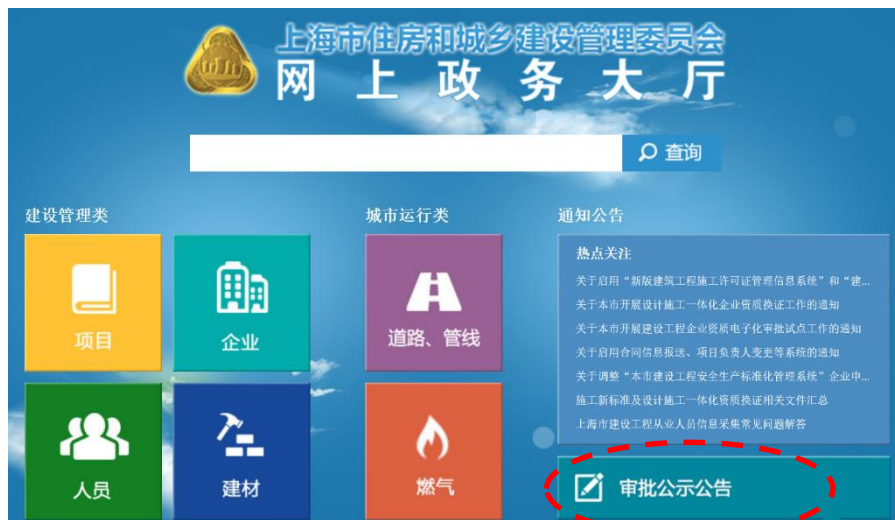 上海市住房和城乡建设管理委员会
网上政务大厅
查询
建设管理类
城市运行类
通知公告
项目
企业
道路、管线
人员
建材
燃气
热点关注
关于启用“新版建筑工程施工许可证管理信息系统”和“建...
关于本市开展设计施工一体化企业资质换证工作的通知
关于本市开展建设工程企业资质电子化审批试点工作的通知
关于启用合同信息报送、项目负责人变更等系统的通知
关于调整“本市建设工程安全生产标准化管理系统”企业申...
施工新标准及设计施工一体化资质换证相关文件汇总
上海市建设工程从业人员信息采集常见问题解答
审批公示公告